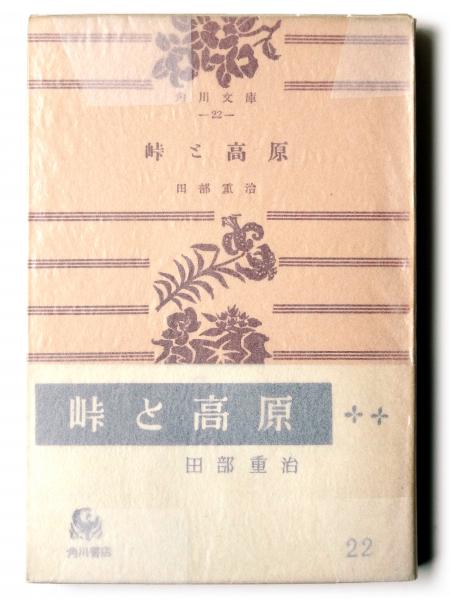 角川文庫
—22—
峠と高原
田部重治
峠と高原
田部重治
角川書店
22